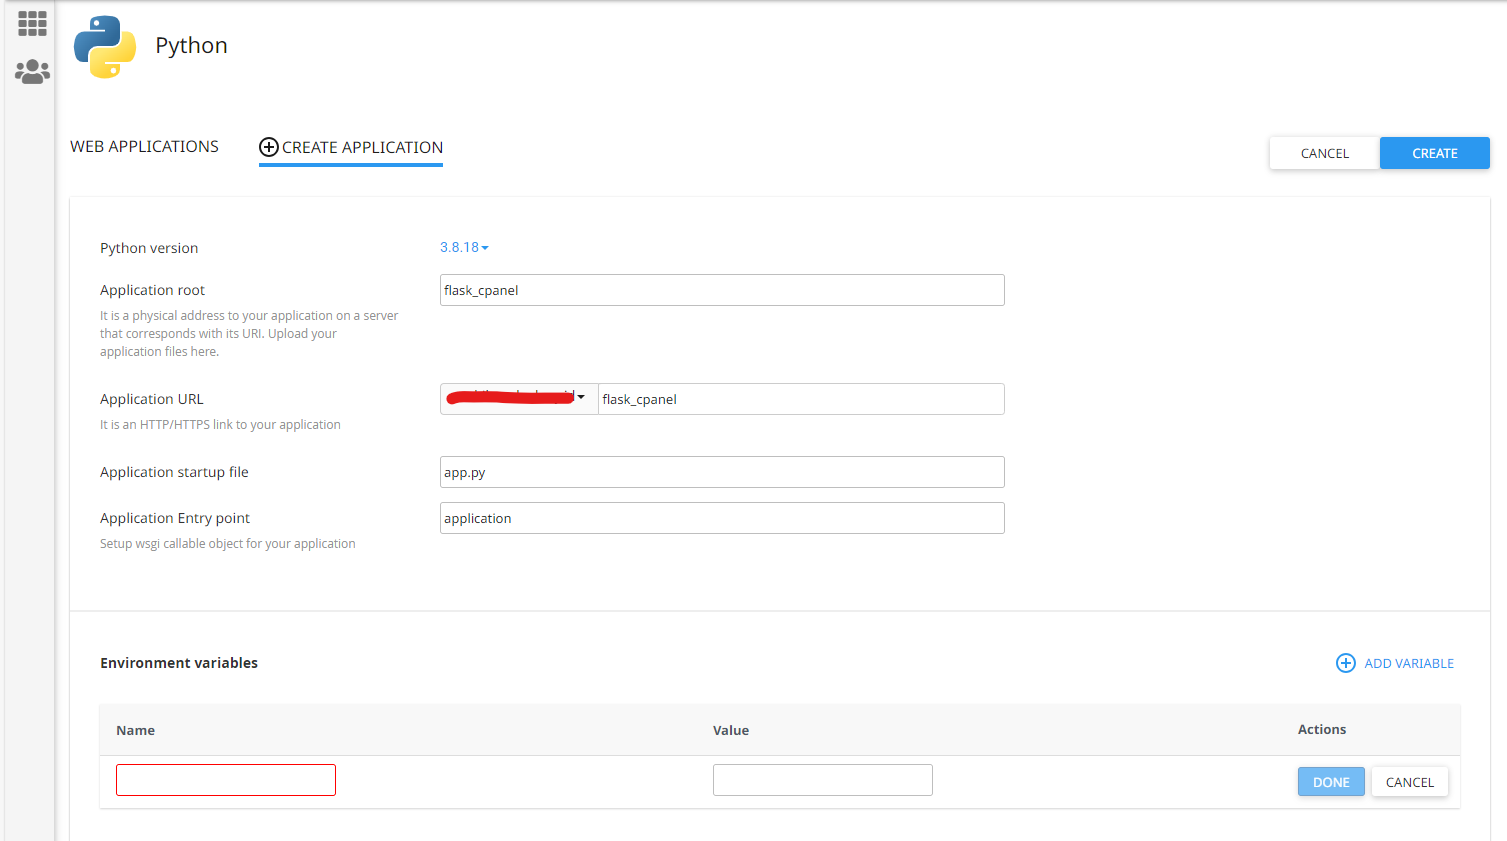 Python
WEB APPLICATIONS
CREATE APPLICATION
CANCEL
CREATE
Python version
3.8.18
Application root
flask_cpanel
It is a physical address to your application on a server
that corresponds with its URI. Upload your
application files here.
Application URL
flask_cpanel
It is an HTTP/HTTPS link to your application
Application startup file
app.py
Application Entry point
application
Setup wsgi callable object for your application
Environment variables
ADD VARIABLE
Name
Value
Actions
DONE
CANCEL